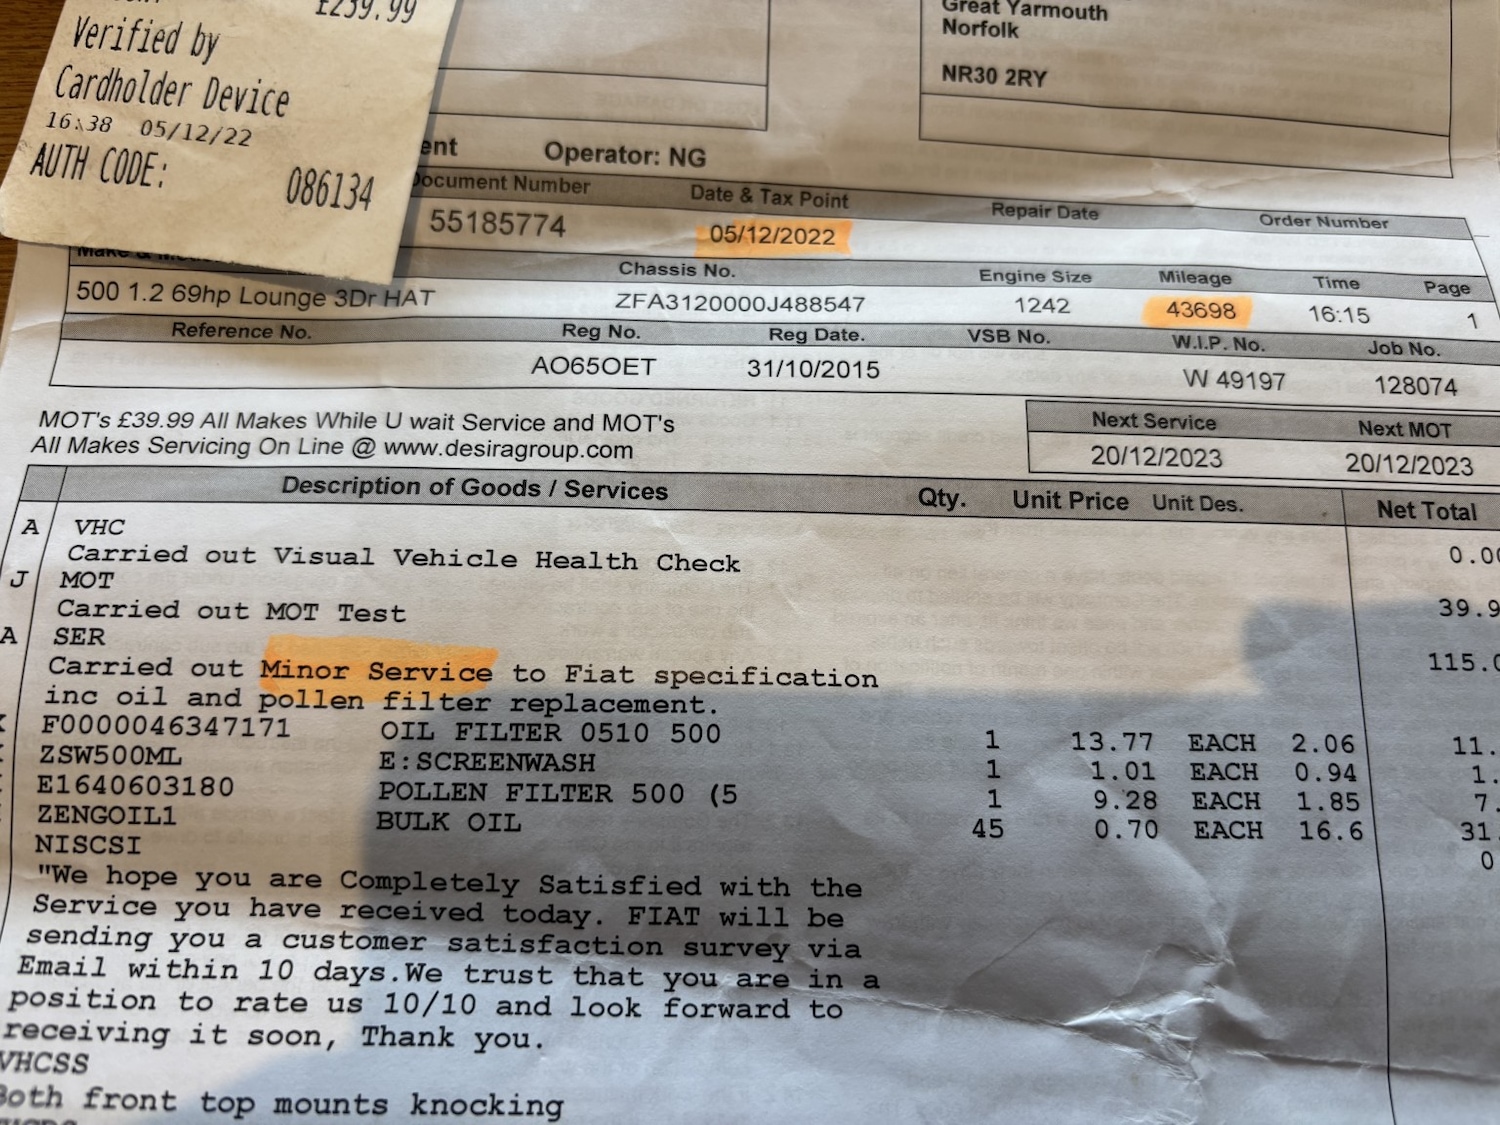 £239.99
Verified by
Cardholder Device
16:38 05/12/22
AUTH CODE: 086134
Great Yarmouth
Norfolk
NR30 2RY
Operator: NG
Document Number Date & Tax Point Repair Date Order Number
55185774 05/12/2022
Chassis No. Engine Size Mileage Time Page
500 1.2 69hp Lounge 3Dr HAT ZFA3120000J488547 1242 43698 16:15 1
Reference No. Reg No. Reg Date. VSB No. W.I.P. No. Job No.
AO65OET 31/10/2015 W 49197 128074
MOT's £39.99 All Makes While U wait Service and MOT's
All Makes Servicing On Line @ www.desiragroup.com
Next Service Next MOT
20/12/2023 20/12/2023
Description of Goods / Services Qty. Unit Price Unit Des. Net Total
A VHC
Carried out Visual Vehicle Health Check 0.00
J MOT
Carried out MOT Test 39.9
A SER
Carried out Minor Service to Fiat specification 115.0
inc oil and pollen filter replacement.
F0000046347171 OIL FILTER 0510 500 1 13.77 EACH 2.06 11.
ZSW500ML E:SCREENWASH 1 1.01 EACH 0.94 1.
E1640603180 POLLEN FILTER 500 (5 1 9.28 EACH 1.85 7.
ZENGOIL1 BULK OIL 45 0.70 EACH 16.6 31
NISCSI 0
"We hope you are Completely Satisfied with the
Service you have received today. FIAT will be
sending you a customer satisfaction survey via
Email within 10 days.We trust that you are in a
position to rate us 10/10 and look forward to
receiving it soon, Thank you.
VHCSS
Both front top mounts knocking